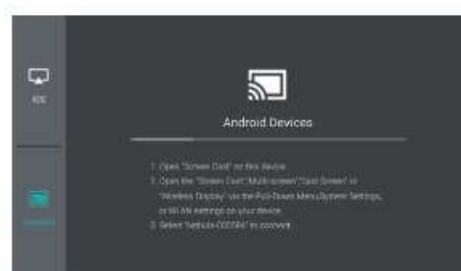 iOS
Android Devices
1. Open "Screen Cast" on this device.
2. Open the "Screen Cast"/"Multi-screen"/"Cast Screen" or
"Wireless Display" via the Pull-Down Menu,System Settings,
or WLAN settings on your device.
3. Select to connect.